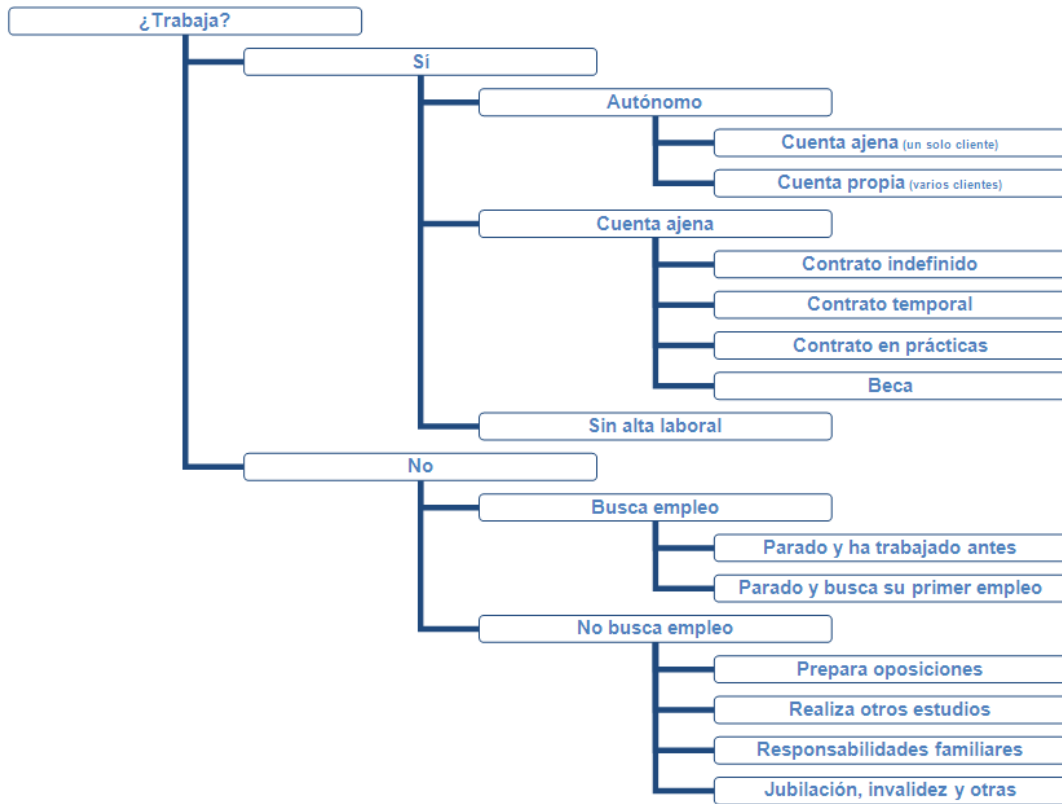 ¿Trabaja?
Sí
Autónomo
Cuenta ajena (un solo cliente)
Cuenta propia (varios clientes)
Cuenta ajena
Contrato indefinido
Contrato temporal
Contrato en prácticas
Beca
Sin alta laboral
No
Busca empleo
Parado y ha trabajado antes
Parado y busca su primer empleo
No busca empleo
Prepara oposiciones
Realiza otros estudios
Responsabilidades familiares
Jubilación, invalidez y otras